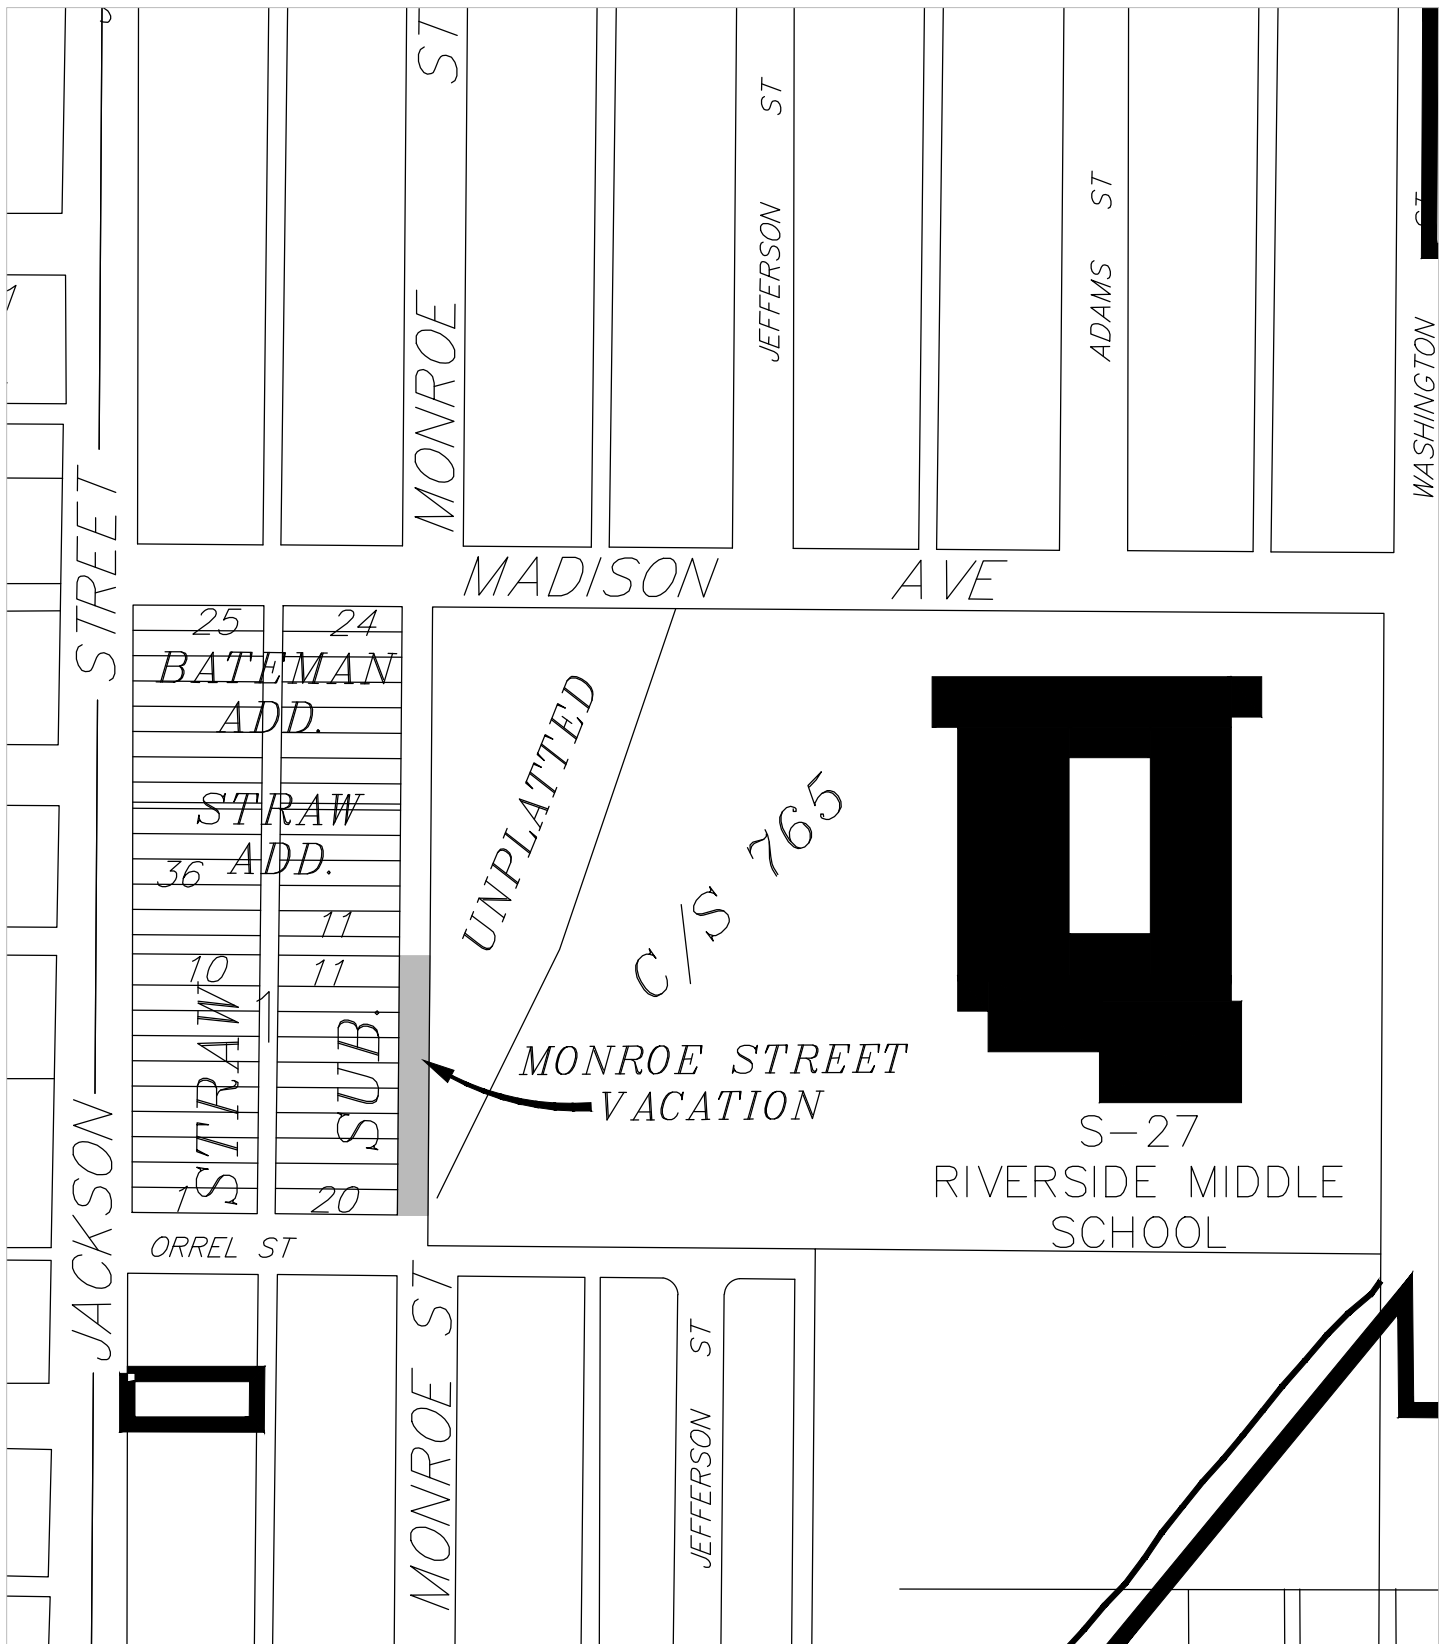 MONROE ST
JEFFERSON ST
ADAMS ST
WASHINGTON ST
JACKSON STREET
MADISON AVE
25
24
BATEMAN
ADD.
STRAW
ADD.
36
11
10
11
1
STRAW
SUB.
1
20
UNPLATTED
C/S 765
MONROE STREET
VACATION
S-27
RIVERSIDE MIDDLE
SCHOOL
ORREL ST
MONROE ST
JEFFERSON ST